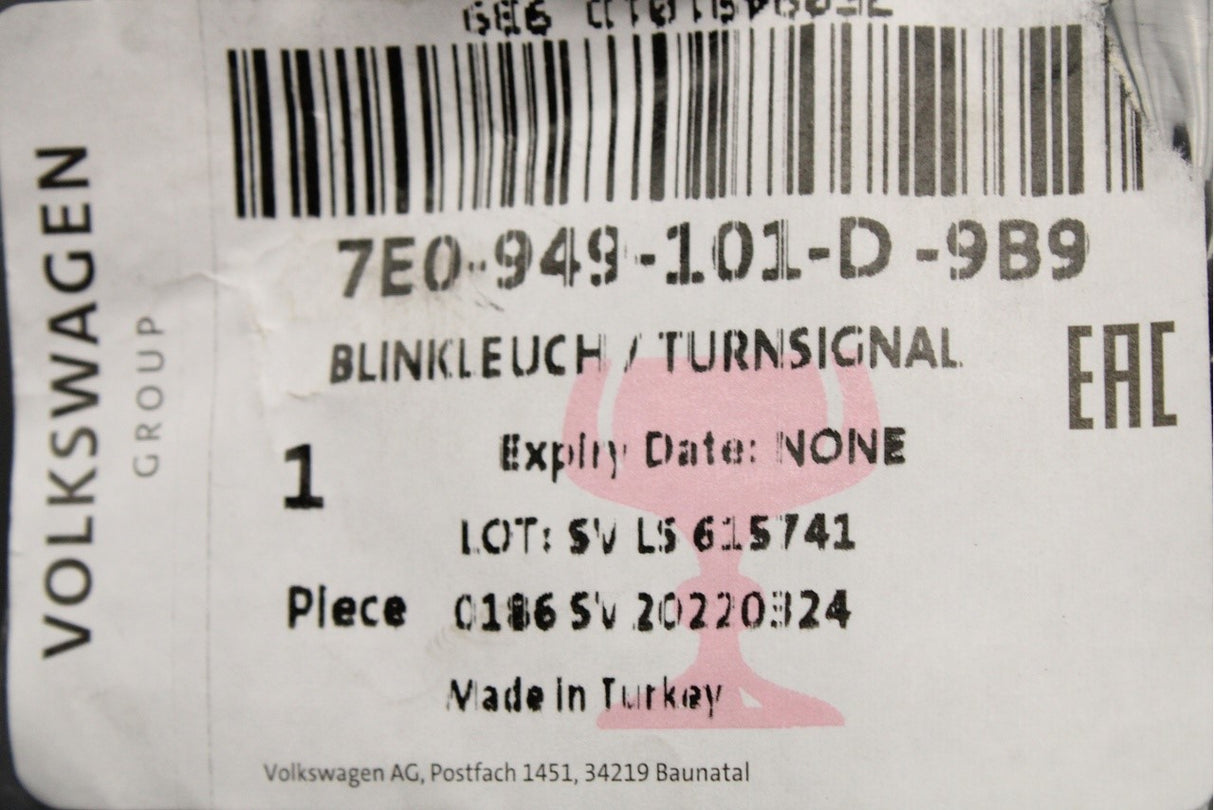 VOLKSWAGEN
GROUP
7E0-949-101-D -9B9
BLINKLEUCH / TURNSIGNAL
EAC
1
Expiry Date: NONE
LOT: SV LS 615741
Piece
0186 SV 20220324
Made in Turkey
Volkswagen AG, Postfach 1451, 34219 Baunatal